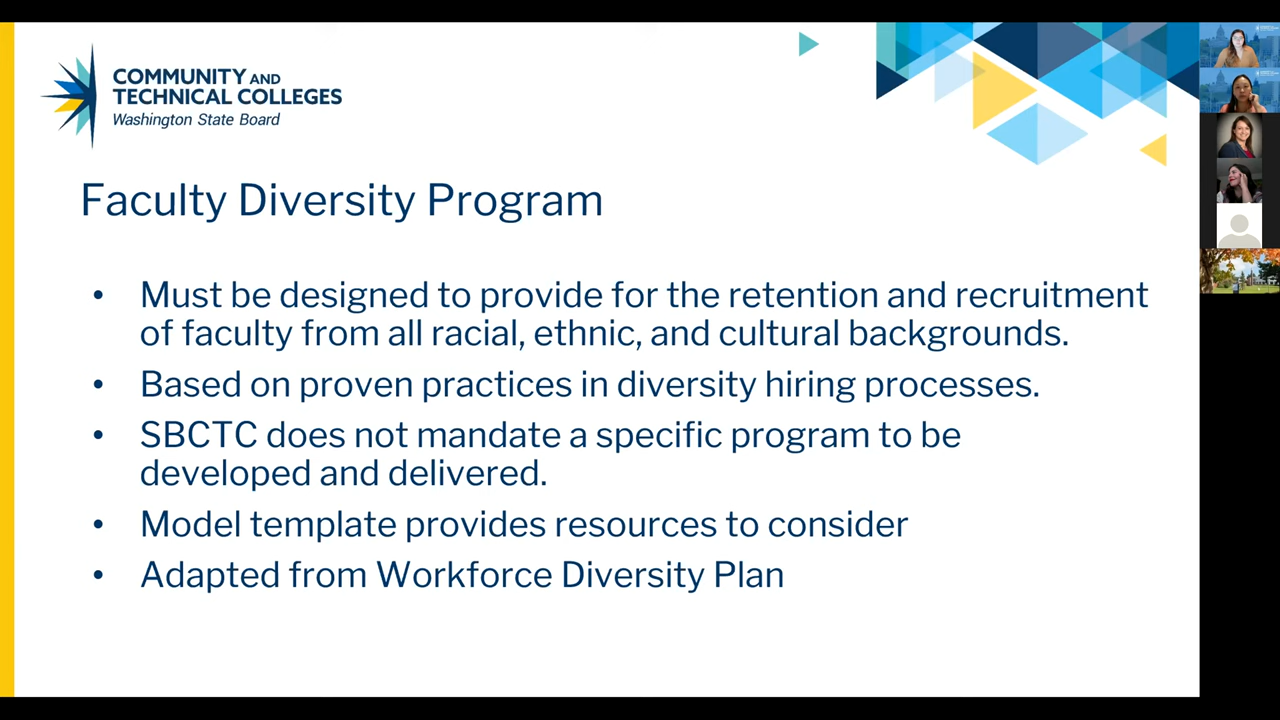 COMMUNITY AND
TECHNICAL COLLEGES
Washington State Board
Faculty Diversity Program
• Must be designed to provide for the retention and recruitment
of faculty from all racial, ethnic, and cultural backgrounds.
• Based on proven practices in diversity hiring processes.
• SBCTC does not mandate a specific program to be
developed and delivered.
• Model template provides resources to consider
• Adapted from Workforce Diversity Plan